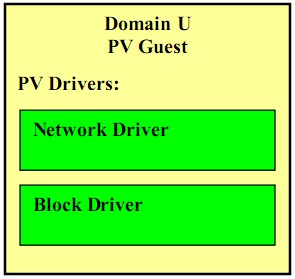 Domain U
PV Guest
PV Drivers:
Network Driver
Block Driver